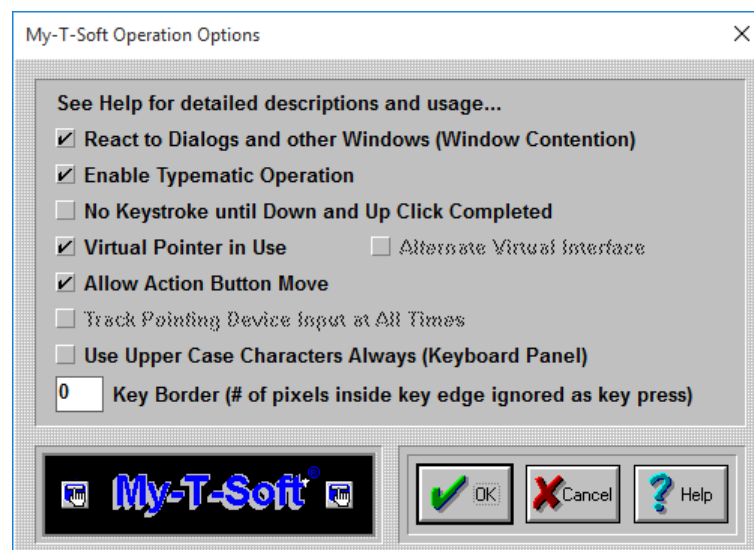 My-T-Soft Operation Options
See Help for detailed descriptions and usage...
React to Dialogs and other Windows (Window Contention)
Enable Typematic Operation
No Keystroke until Down and Up Click Completed
Virtual Pointer in Use Alternate Virtual Interface
Allow Action Button Move
Track Pointing Device Input at All Times
Use Upper Case Characters Always (Keyboard Panel)
0 Key Border (# of pixels inside key edge ignored as key press)
My-T-Soft® OK Cancel Help